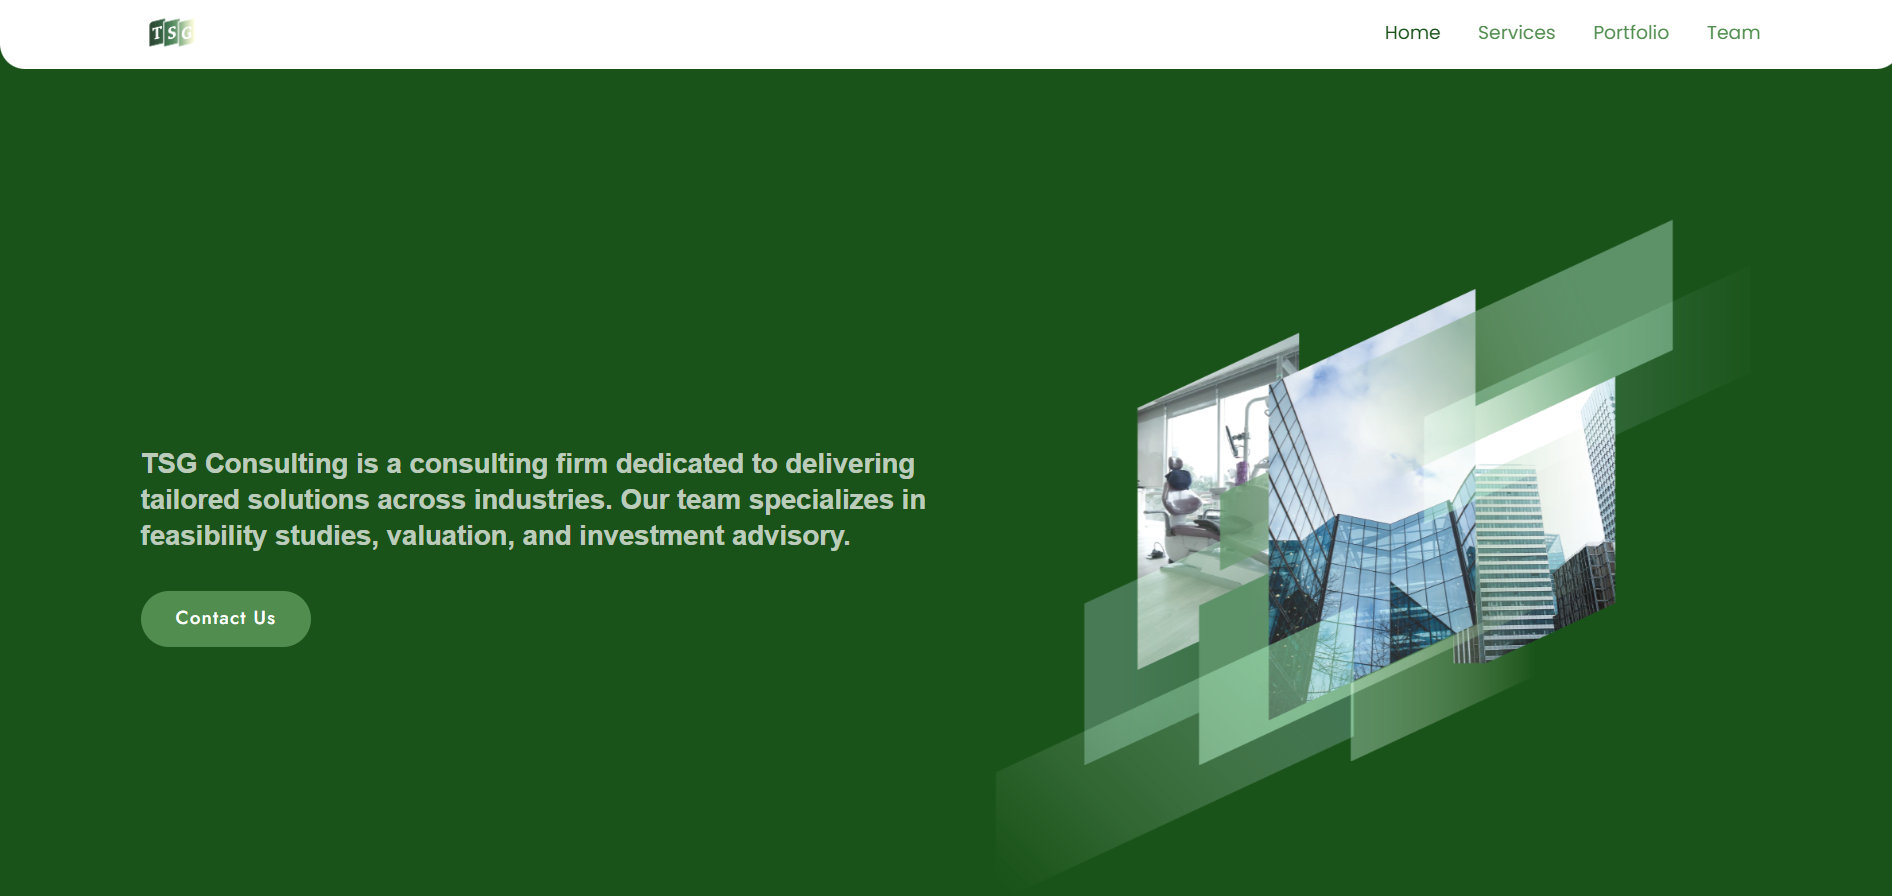 TSG
Home
Services
Portfolio
Team
TSG Consulting is a consulting firm dedicated to delivering
tailored solutions across industries. Our team specializes in
feasibility studies, valuation, and investment advisory.
Contact Us